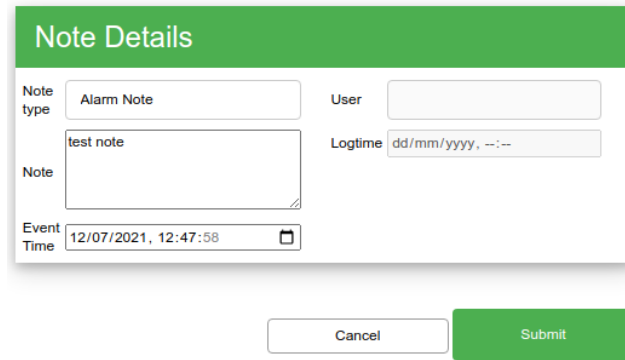 Note Details
Note type
Alarm Note
User
Note
test note
Logtime
dd/mm/yyyy, --:--
Event Time
12/07/2021, 12:47:58
Cancel
Submit